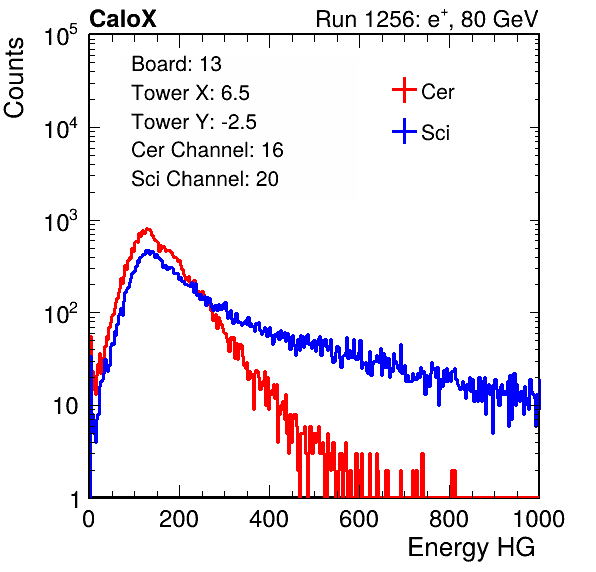 CaloX Run 1256: e+, 80 GeV
Counts
Board: 13
Tower X: 6.5
Tower Y: -2.5
Cer Channel: 16
Sci Channel: 20
Cer
Sci
10^5
10^4
10^3
10^2
10
1
0 200 400 600 800 1000
Energy HG